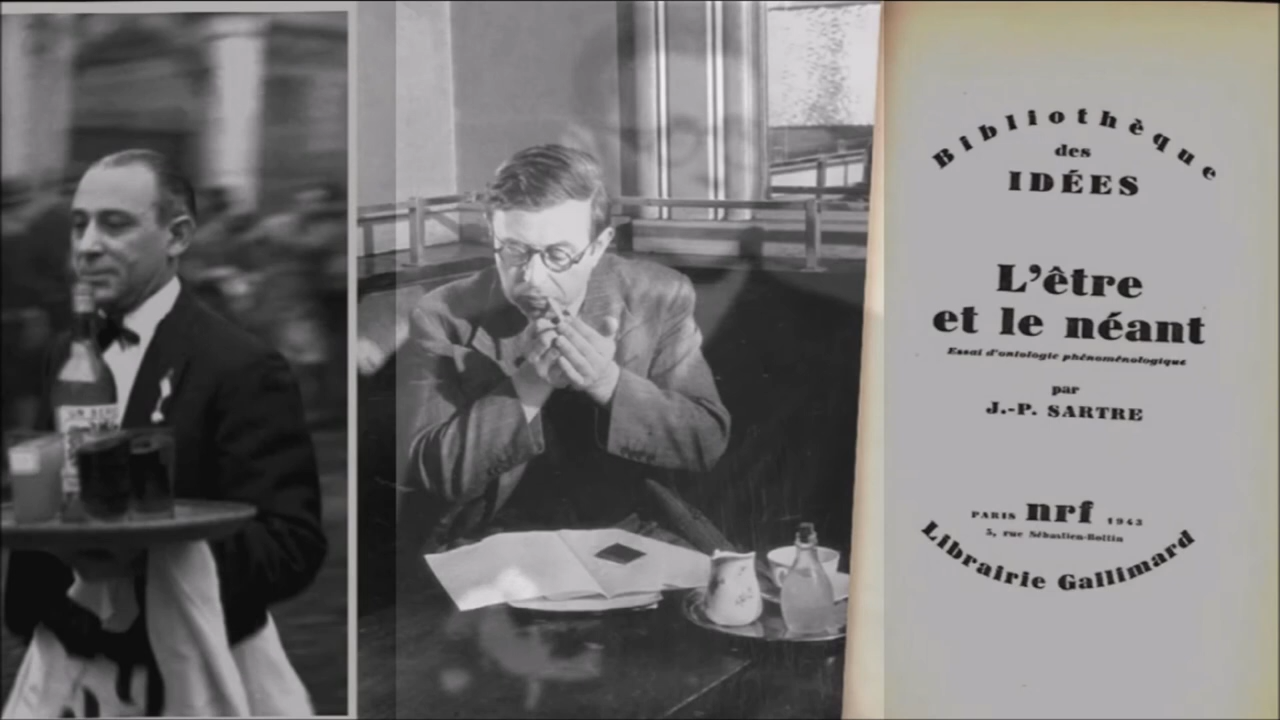 Bibliothèque
des
IDÉES
L'être
et le néant
Essai d'ontologie phénoménologique
par
J.-P. SARTRE
PARIS nrf 1943
5, rue Sébastien-Bottin
Librairie Gallimard